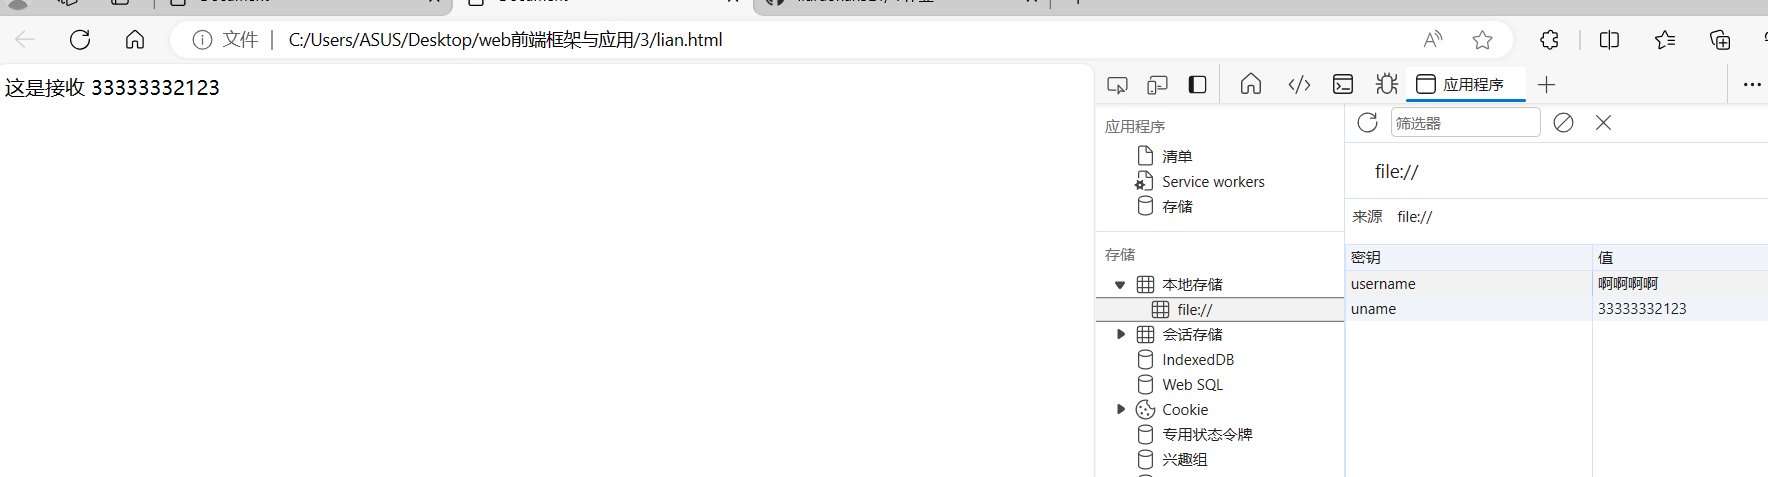 文件 | C:/Users/ASUS/Desktop/web前端框架与应用/3/lian.html
这是接收 33333332123
应用程序
筛选器
应用程序
清单
Service workers
存储
file://
来源 file://
存储
本地存储
file://
会话存储
IndexedDB
Web SQL
Cookie
专用状态令牌
兴趣组
密钥 值
username 啊啊啊啊
uname 33333332123